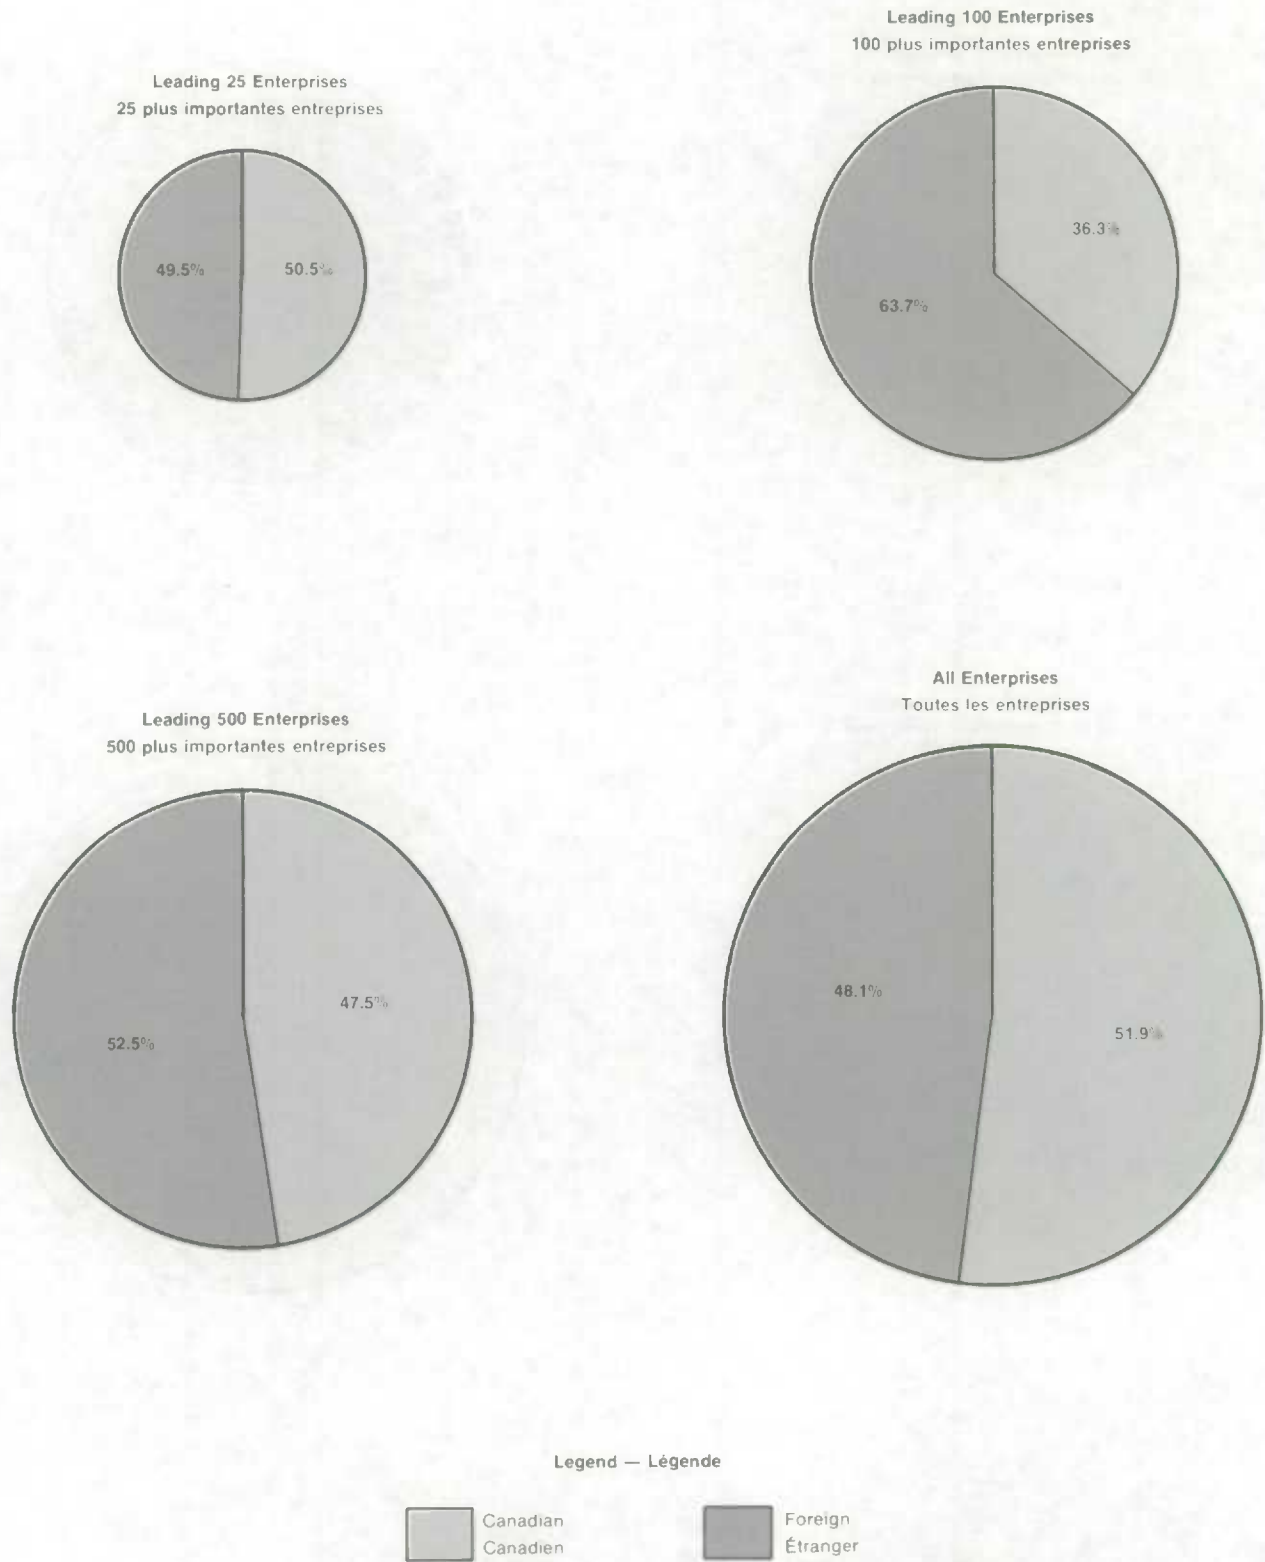 Leading 25 Enterprises
25 plus importantes entreprises
49.5%
50.5%
Leading 100 Enterprises
100 plus importantes entreprises
36.3%
63.7%
Leading 500 Enterprises
500 plus importantes entreprises
47.5%
52.5%
All Enterprises
Toutes les entreprises
48.1%
51.9%
Legend — Légende
Canadian
Canadien
Foreign
Étranger